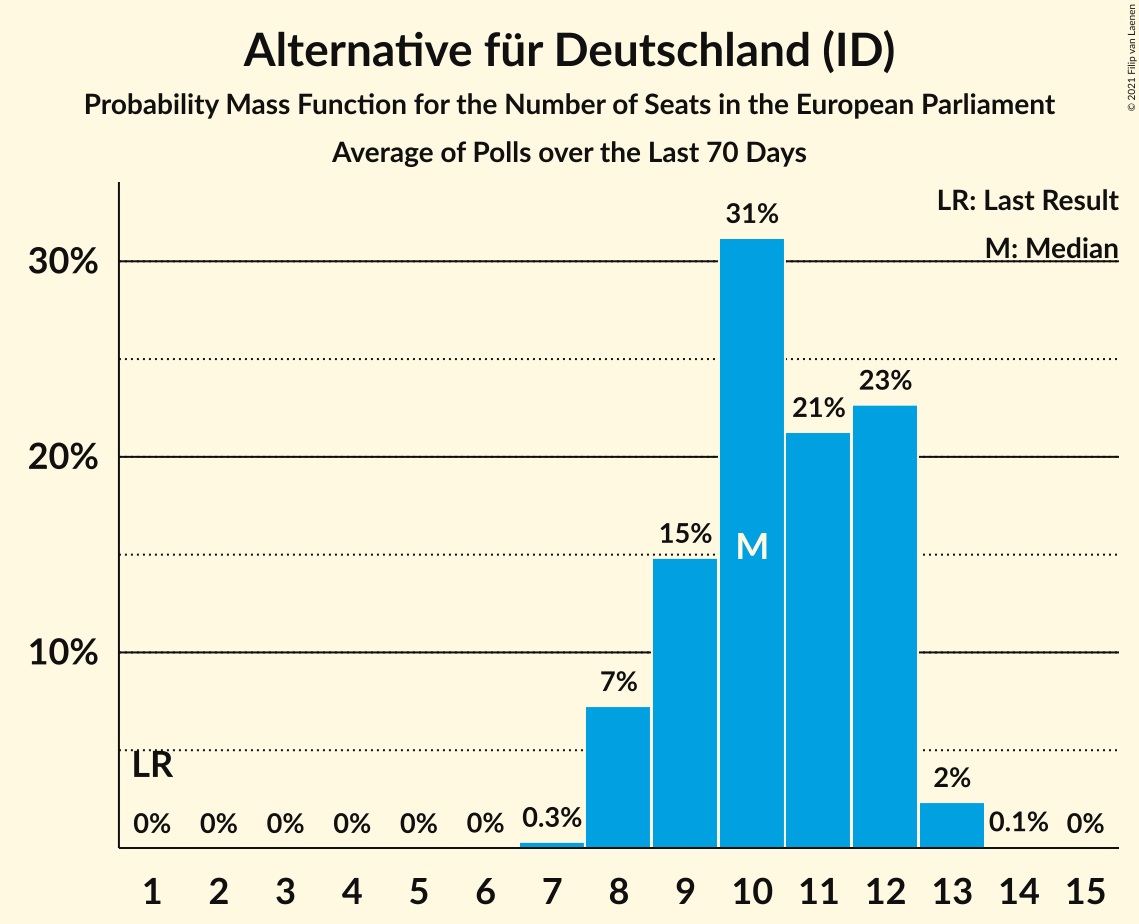 Alternative für Deutschland (ID)
Probability Mass Function for the Number of Seats in the European Parliament
Average of Polls over the Last 70 Days
© 2021 Filip van Laenen
LR: Last Result
M: Median
30%
20%
10%
31%
23%
21%
15%
M
7%
LR
2%
0% 0% 0% 0% 0% 0% 0.3% 0.1% 0%
1 2 3 4 5 6 7 8 9 10 11 12 13 14 15